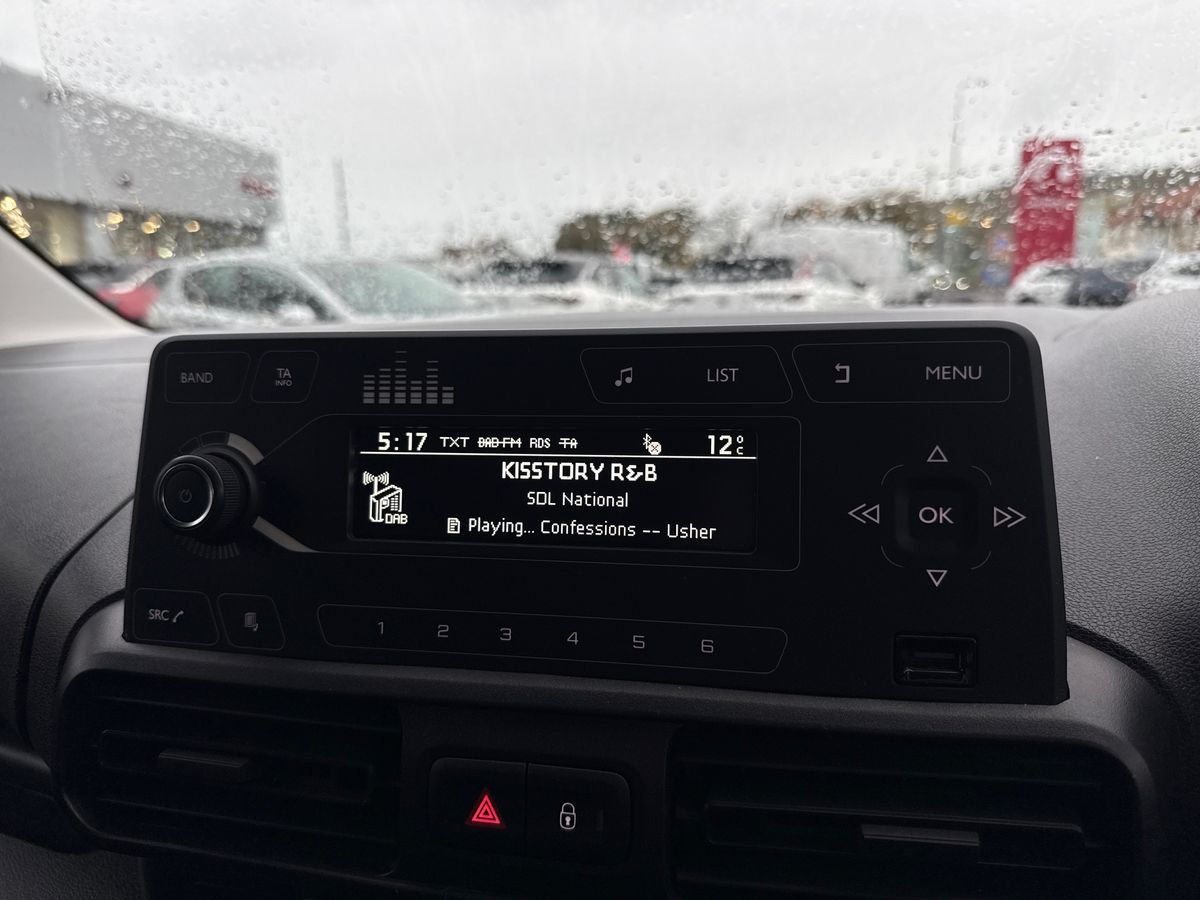 BAND TA INFO LIST MENU
5:17 TXT DAB-FM RDS TA 12°C
KISSTORY R&B
SDL National
DAB
Playing... Confessions -- Usher
OK
SRC
1 2 3 4 5 6